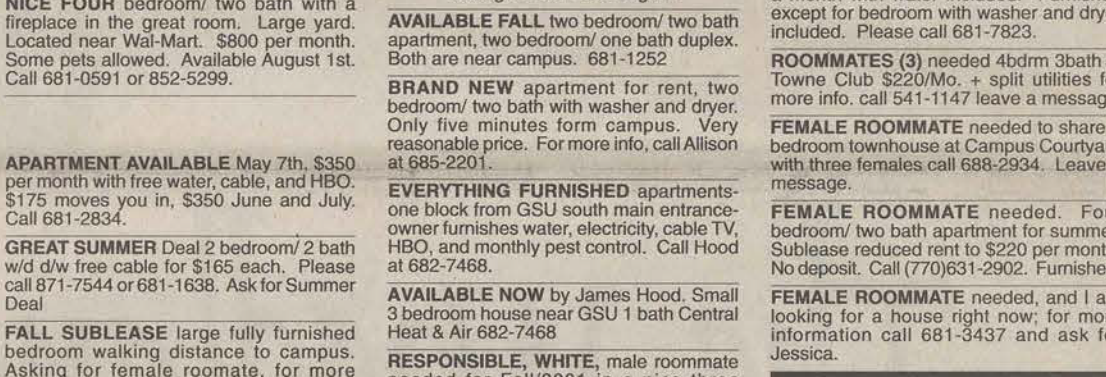 NICE FOUR bedroom/ two bath with a
fireplace in the great room. Large yard.
Located near Wal-Mart. $800 per month.
Some pets allowed. Available August 1st.
Call 681-0591 or 852-5299.
APARTMENT AVAILABLE May 7th, $350
per month with free water, cable, and HBO.
$175 moves you in, $350 June and July.
Call 681-2834.
GREAT SUMMER Deal 2 bedroom/ 2 bath
w/d d/w free cable for $165 each. Please
call 871-7544 or 681-1638. Ask for Summer
Deal
FALL SUBLEASE large fully furnished
bedroom walking distance to campus.
Asking for female roomate, for more
AVAILABLE FALL two bedroom/ two bath
apartment, two bedroom/ one bath duplex.
Both are near campus. 681-1252
BRAND NEW apartment for rent, two
bedroom/ two bath with washer and dryer.
Only five minutes form campus. Very
reasonable price. For more info, call Allison
at 685-2201.
EVERYTHING FURNISHED apartments-
one block from GSU south main entrance-
owner furnishes water, electricity, cable TV,
HBO, and monthly pest control. Call Hood
at 682-7468.
AVAILABLE NOW by James Hood. Small
3 bedroom house near GSU 1 bath Central
Heat & Air 682-7468
RESPONSIBLE, WHITE, male roommate
needed for Fall/2001 in a nice three
except for bedroom with washer and dry
included. Please call 681-7823.
ROOMMATES (3) needed 4bdrm 3bath
Towne Club $220/Mo. + split utilities f
more info. call 541-1147 leave a messag
FEMALE ROOMMATE needed to share
bedroom townhouse at Campus Courtya
with three females call 688-2934. Leave
message.
FEMALE ROOMMATE needed. For
bedroom/ two bath apartment for summe
Sublease reduced rent to $220 per mont
No deposit. Call (770)631-2902. Furnishe
FEMALE ROOMMATE needed, and I a
looking for a house right now; for mo
information call 681-3437 and ask f
Jessica.